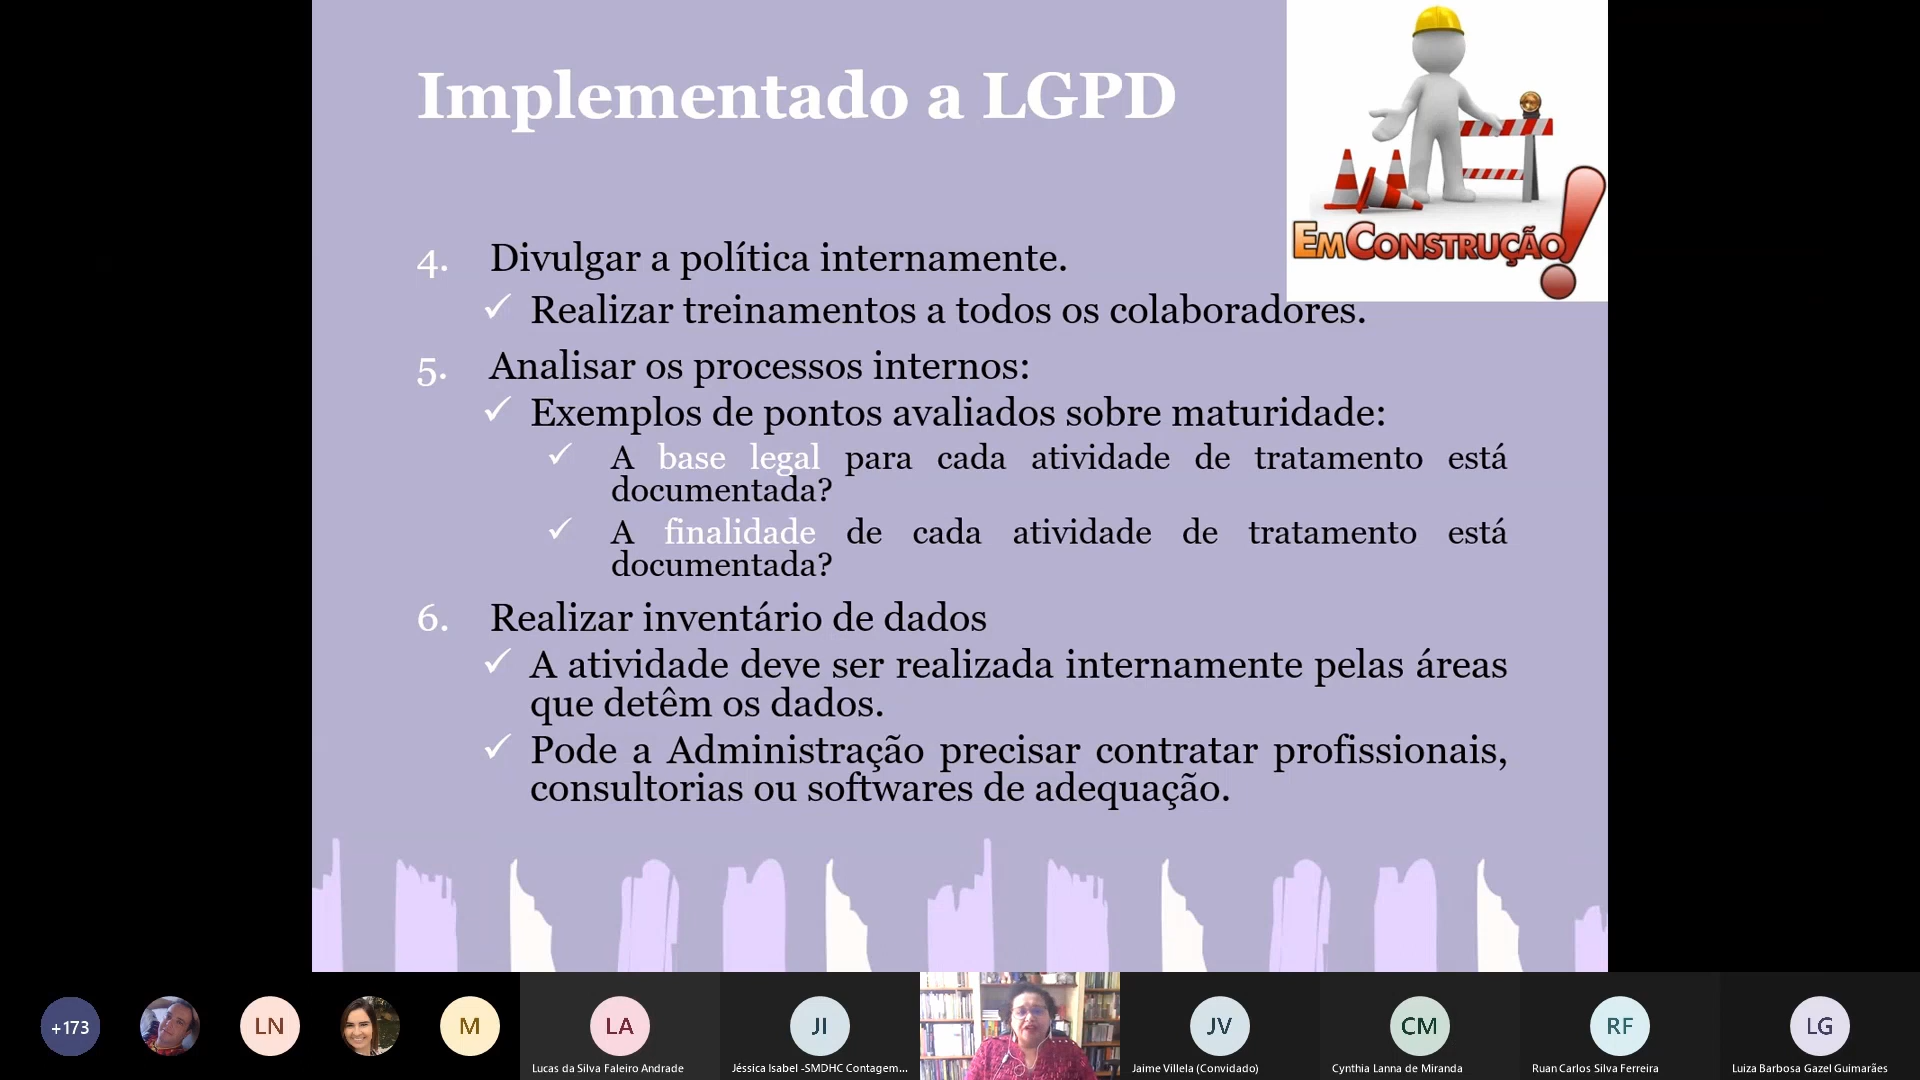 Implementado a LGPD
EmConstrução!
4. Divulgar a política internamente.
✓ Realizar treinamentos a todos os colaboradores.
5. Analisar os processos internos:
✓ Exemplos de pontos avaliados sobre maturidade:
✓ A base legal para cada atividade de tratamento está
documentada?
✓ A finalidade de cada atividade de tratamento está
documentada?
6. Realizar inventário de dados
✓ A atividade deve ser realizada internamente pelas áreas
que detêm os dados.
✓ Pode a Administração precisar contratar profissionais,
consultorias ou softwares de adequação.
+173
LN
M
LA
JI
JV
CM
RF
LG
Lucas da Silva Faleiro Andrade
Jéssica Isabel -SMDHC Contagem...
Jaime Villela (Convidado)
Cynthia Lanna de Miranda
Ruan Carlos Silva Ferreira
Luiza Barbosa Gazel Guimarães